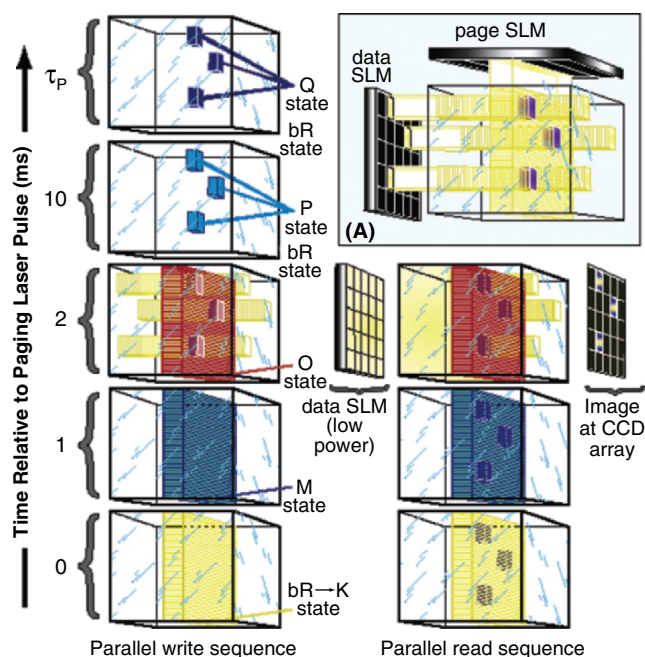 page SLM
data
SLM
(A)
τP
Q
state
bR
state
10
P
state
bR
state
2
O
state
data SLM
(low
power)
Image
at CCD
array
1
M
state
0
bR→K
state
Time Relative to Paging Laser Pulse (ms)
Parallel write sequence
Parallel read sequence